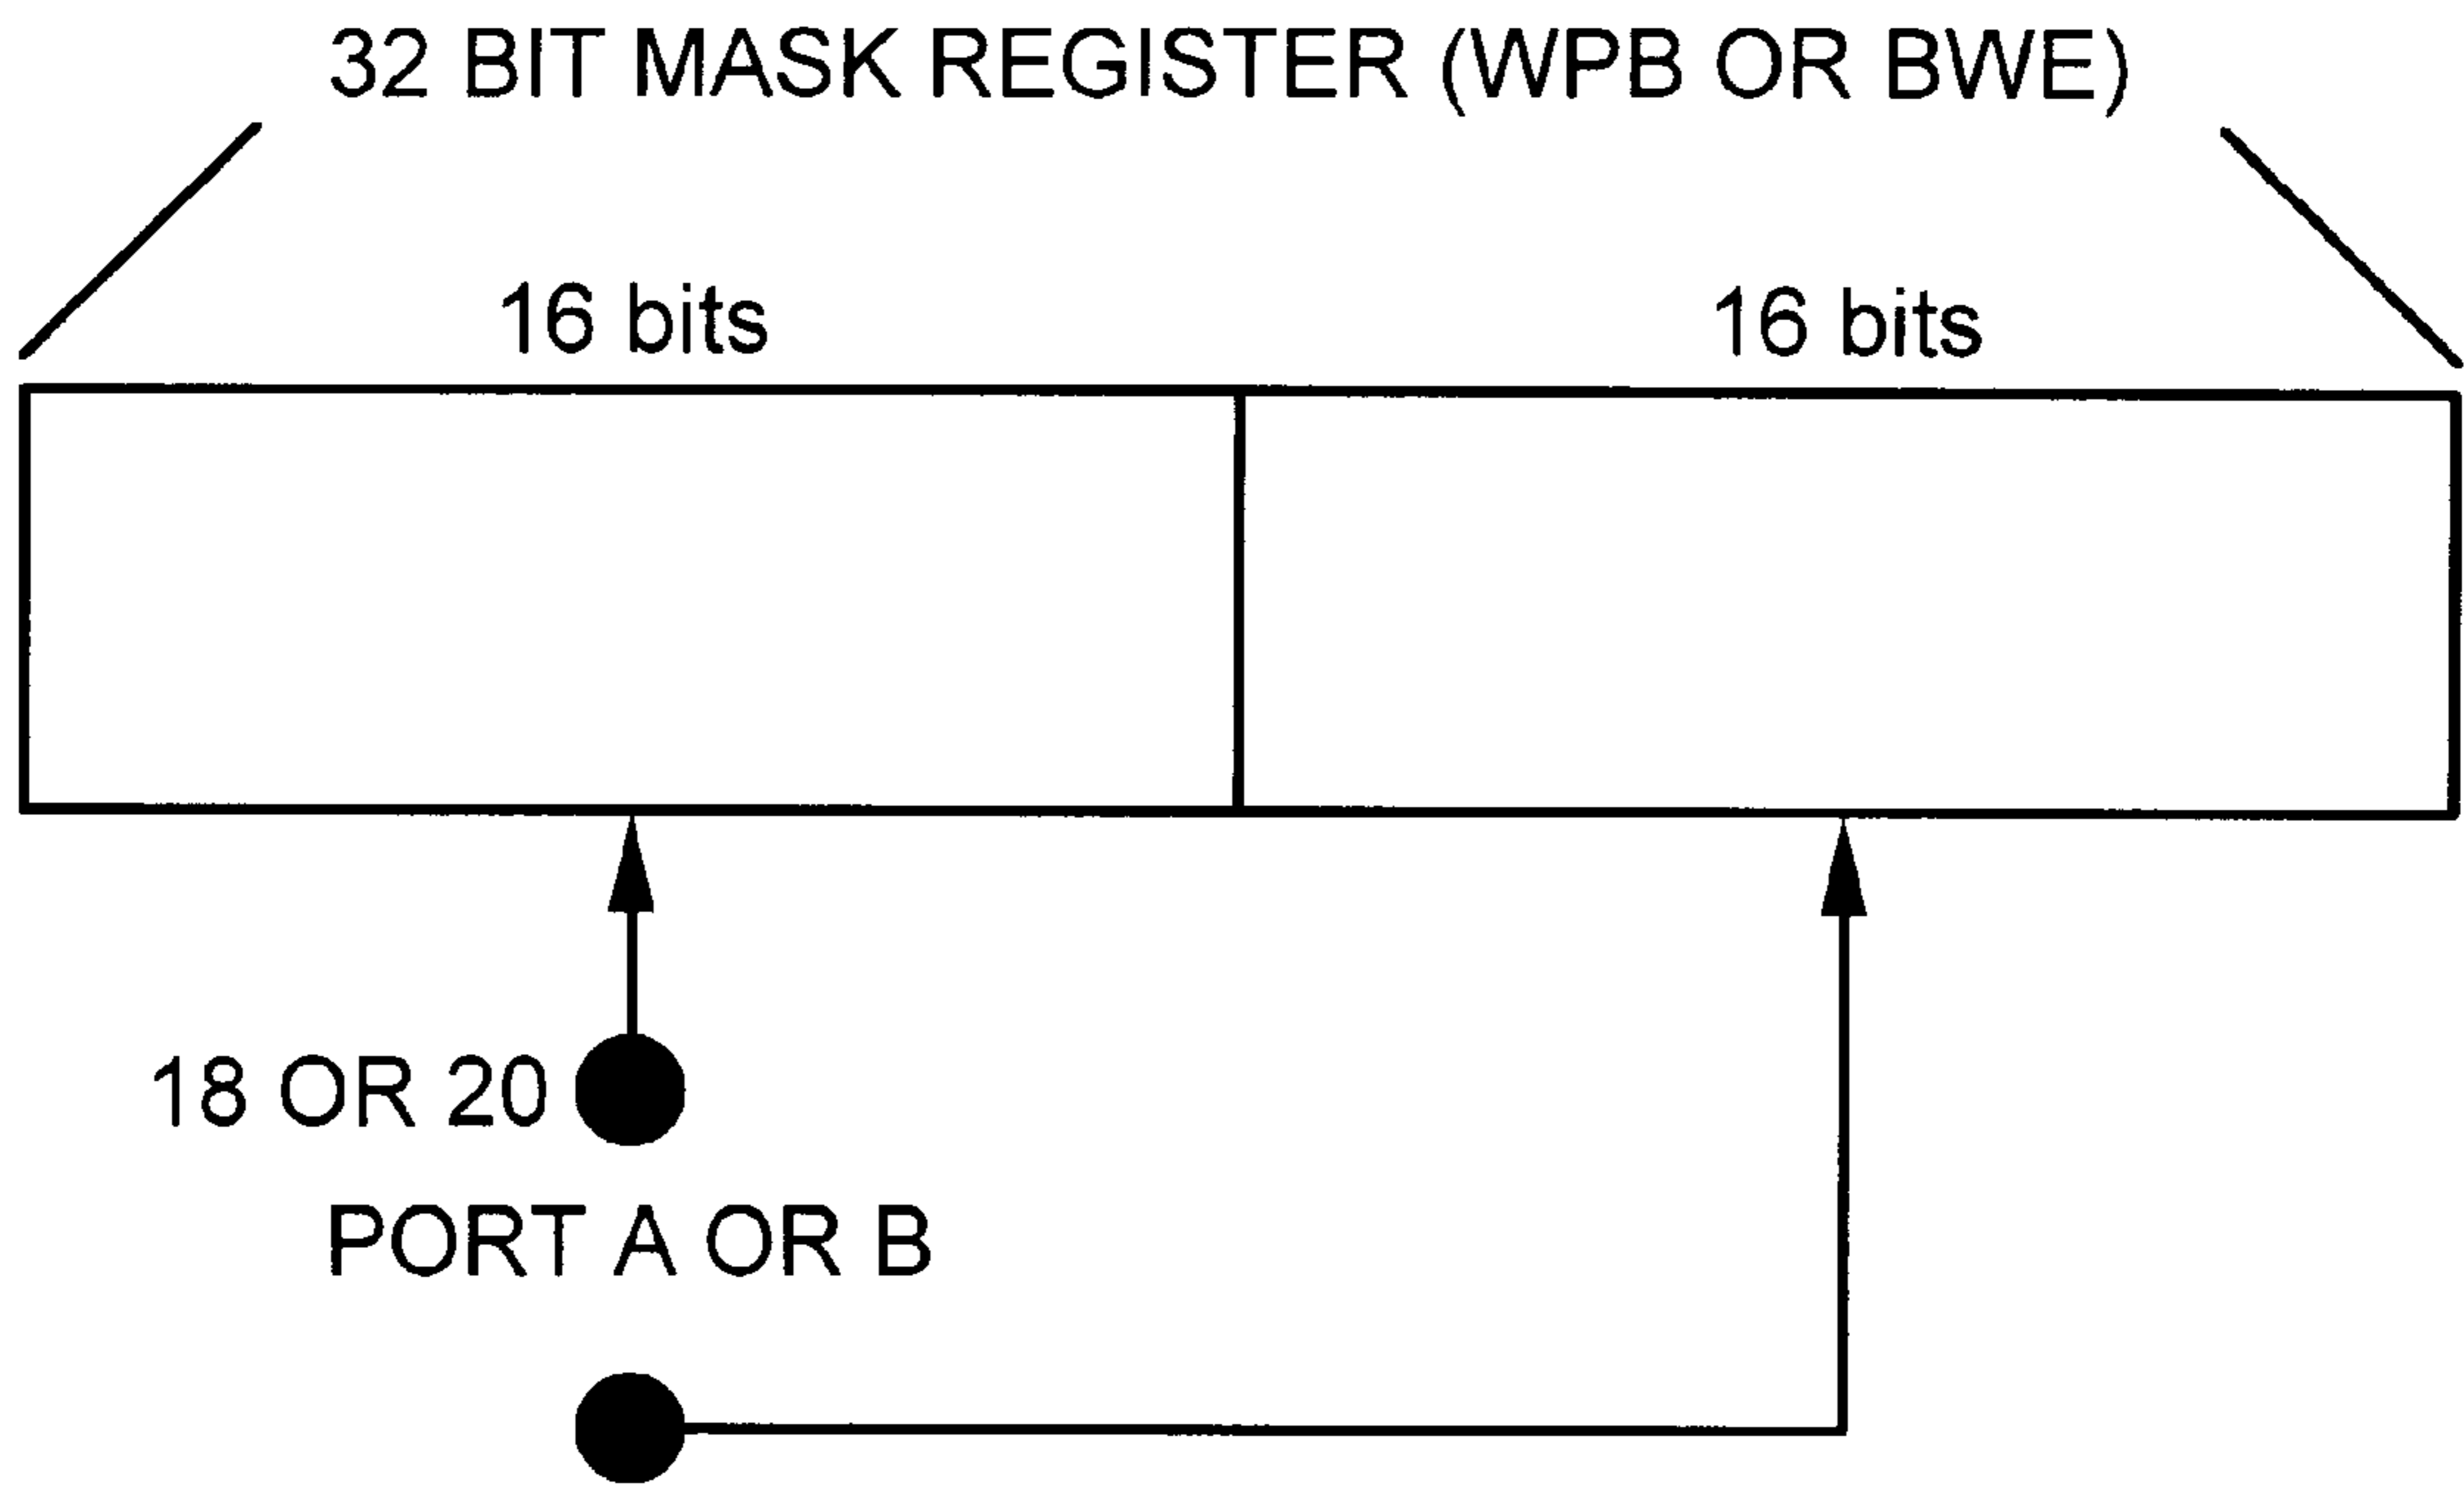 32 BIT MASK REGISTER (WPB OR BWE)
16 bits 16 bits
18 OR 20
PORT A OR B